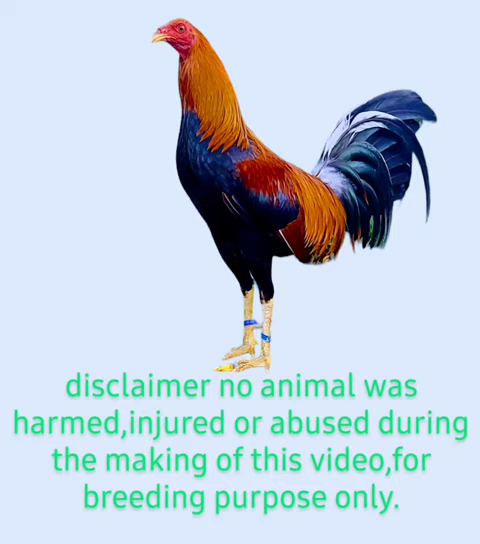 disclaimer no animal was
harmed,injured or abused during
the making of this video,for
breeding purpose only.